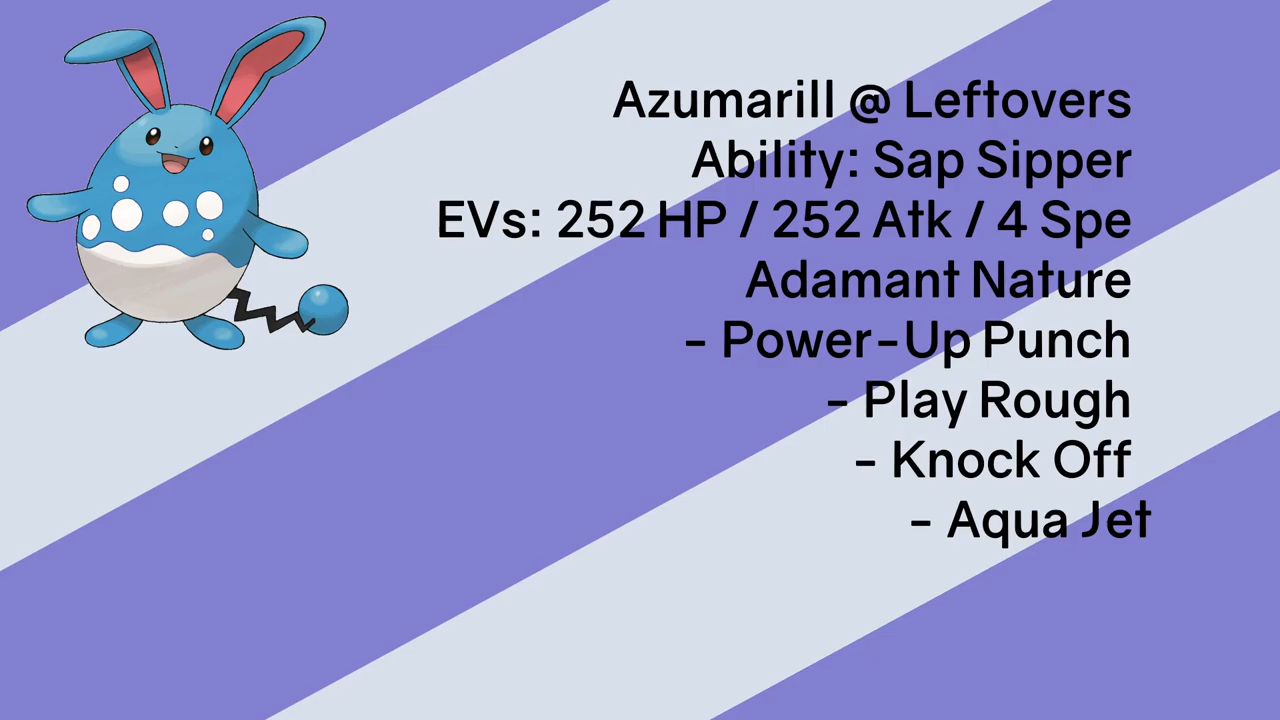 Azumarill @ Leftovers
Ability: Sap Sipper
EVs: 252 HP / 252 Atk / 4 Spe
Adamant Nature
- Power-Up Punch
- Play Rough
- Knock Off
- Aqua Jet